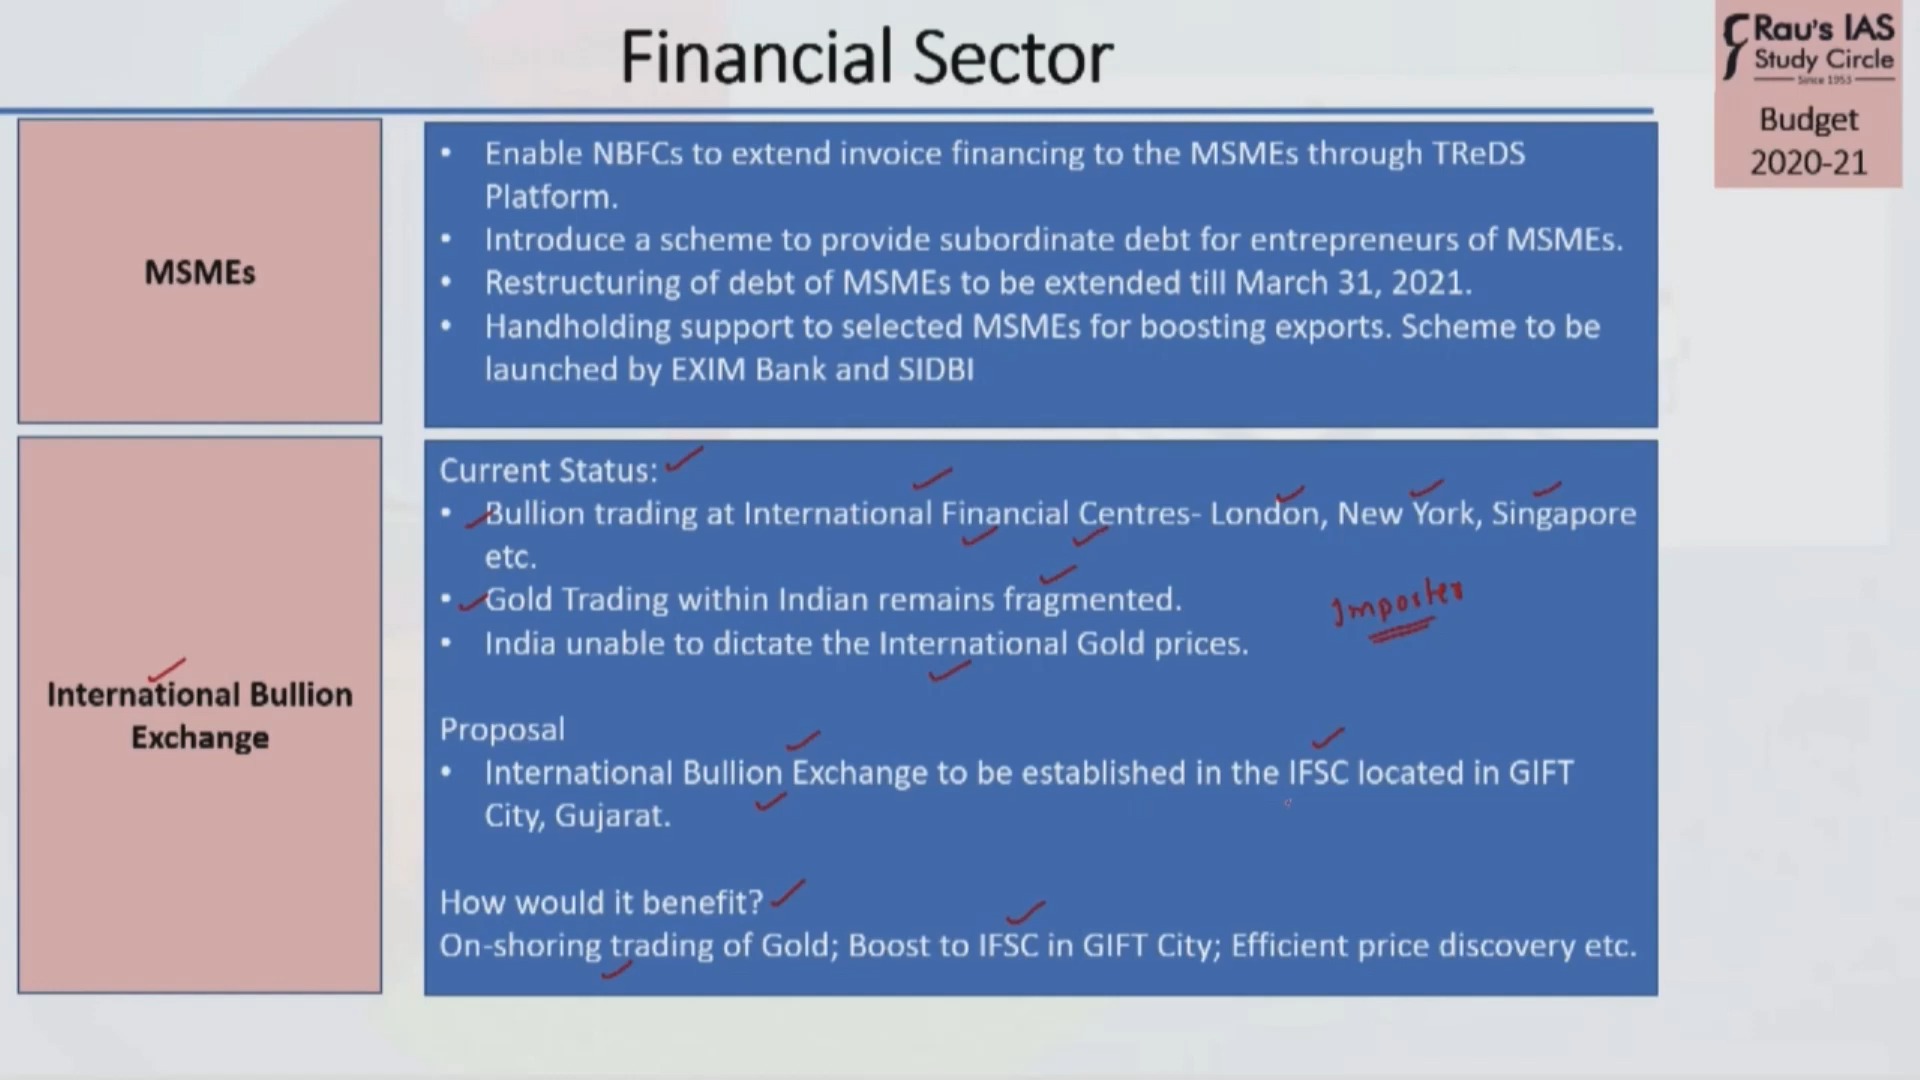 Financial Sector
Rau's IAS
Study Circle
Since 1953
Budget
2020-21
MSMEs
• Enable NBFCs to extend invoice financing to the MSMEs through TReDS
Platform.
• Introduce a scheme to provide subordinate debt for entrepreneurs of MSMEs.
• Restructuring of debt of MSMEs to be extended till March 31, 2021.
• Handholding support to selected MSMEs for boosting exports. Scheme to be
launched by EXIM Bank and SIDBI
International Bullion
Exchange
Current Status:
• Bullion trading at International Financial Centres- London, New York, Singapore
etc.
• Gold Trading within Indian remains fragmented.
Importer
• India unable to dictate the International Gold prices.
Proposal
• International Bullion Exchange to be established in the IFSC located in GIFT
City, Gujarat.
How would it benefit?
On-shoring trading of Gold; Boost to IFSC in GIFT City; Efficient price discovery etc.